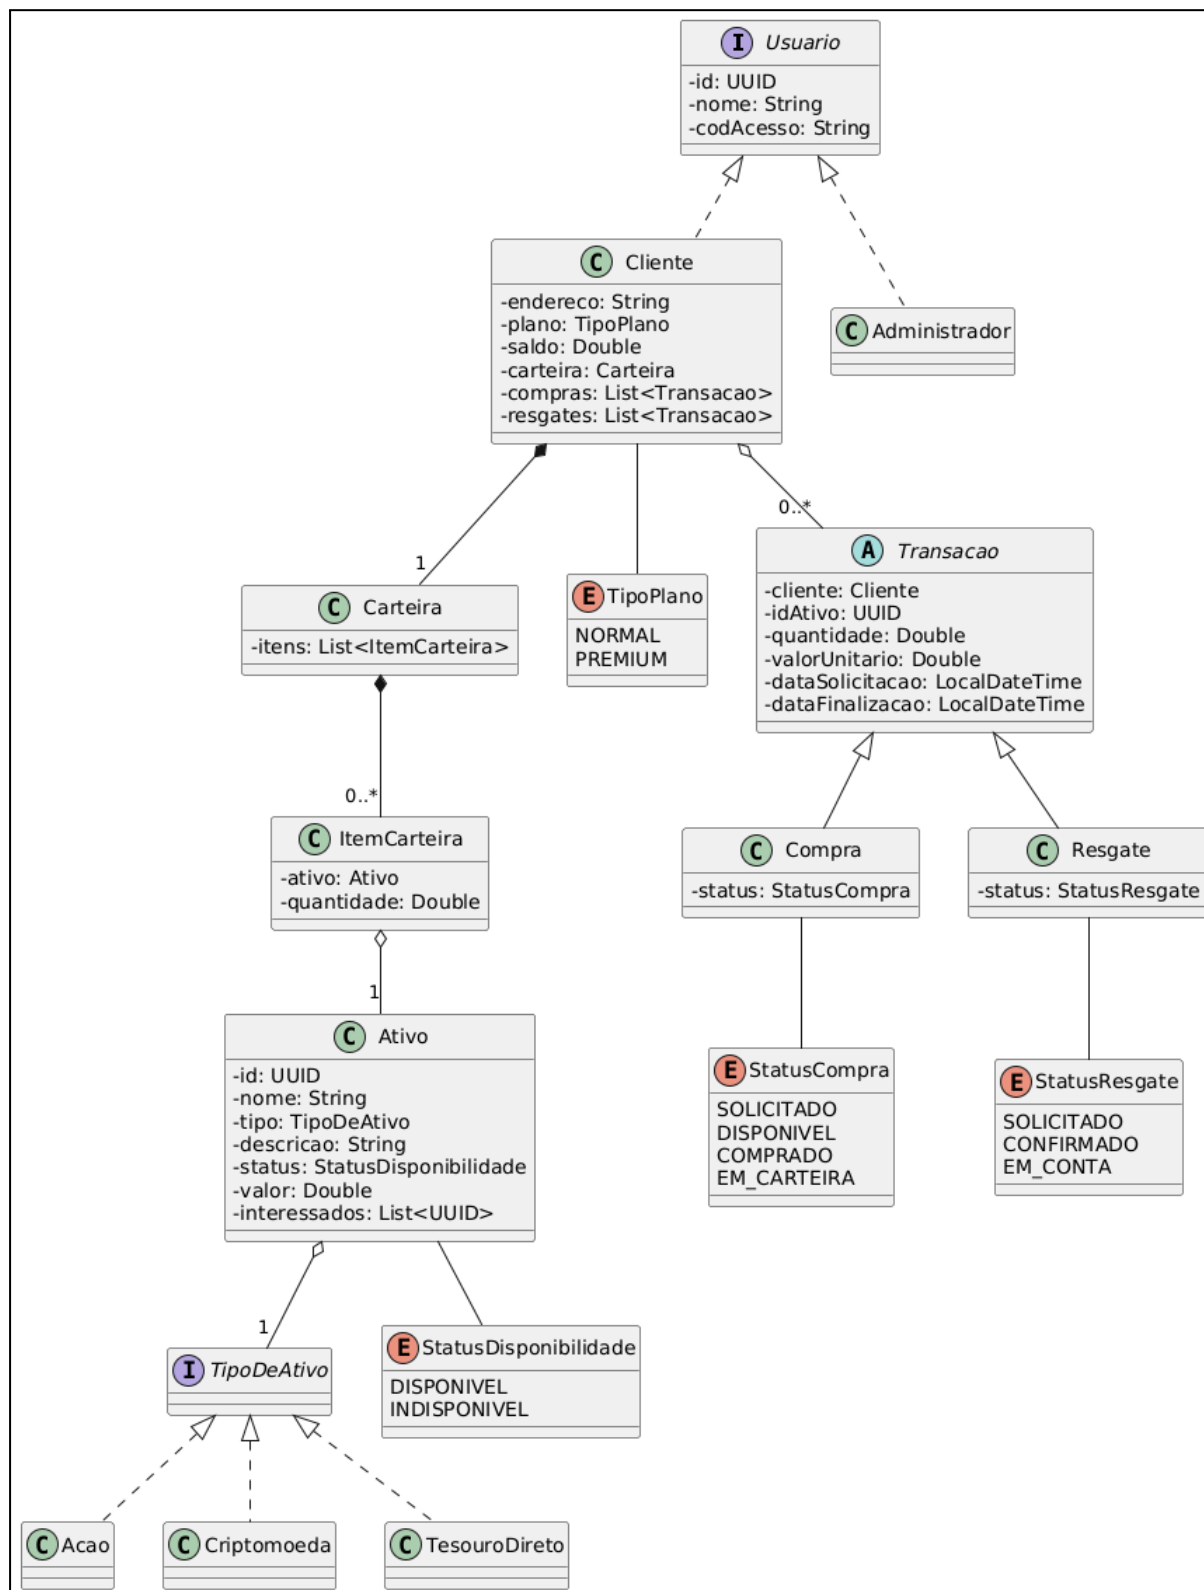 I Usuario
-id: UUID
-nome: String
-codAcesso: String
C Cliente
-endereco: String
-plano: TipoPlano
-saldo: Double
-carteira: Carteira
-compras: List<Transacao>
-resgates: List<Transacao>
C Administrador
1
0..*
C Carteira
-itens: List<ItemCarteira>
E TipoPlano
NORMAL
PREMIUM
A Transacao
-cliente: Cliente
-idAtivo: UUID
-quantidade: Double
-valorUnitario: Double
-dataSolicitacao: LocalDateTime
-dataFinalizacao: LocalDateTime
0..*
C ItemCarteira
-ativo: Ativo
-quantidade: Double
C Compra
-status: StatusCompra
C Resgate
-status: StatusResgate
1
C Ativo
-id: UUID
-nome: String
-tipo: TipoDeAtivo
-descricao: String
-status: StatusDisponibilidade
-valor: Double
-interessados: List<UUID>
E StatusCompra
SOLICITADO
DISPONIVEL
COMPRADO
EM_CARTEIRA
E StatusResgate
SOLICITADO
CONFIRMADO
EM_CONTA
1
I TipoDeAtivo
E StatusDisponibilidade
DISPONIVEL
INDISPONIVEL
C Acao
C Criptomoeda
C TesouroDireto